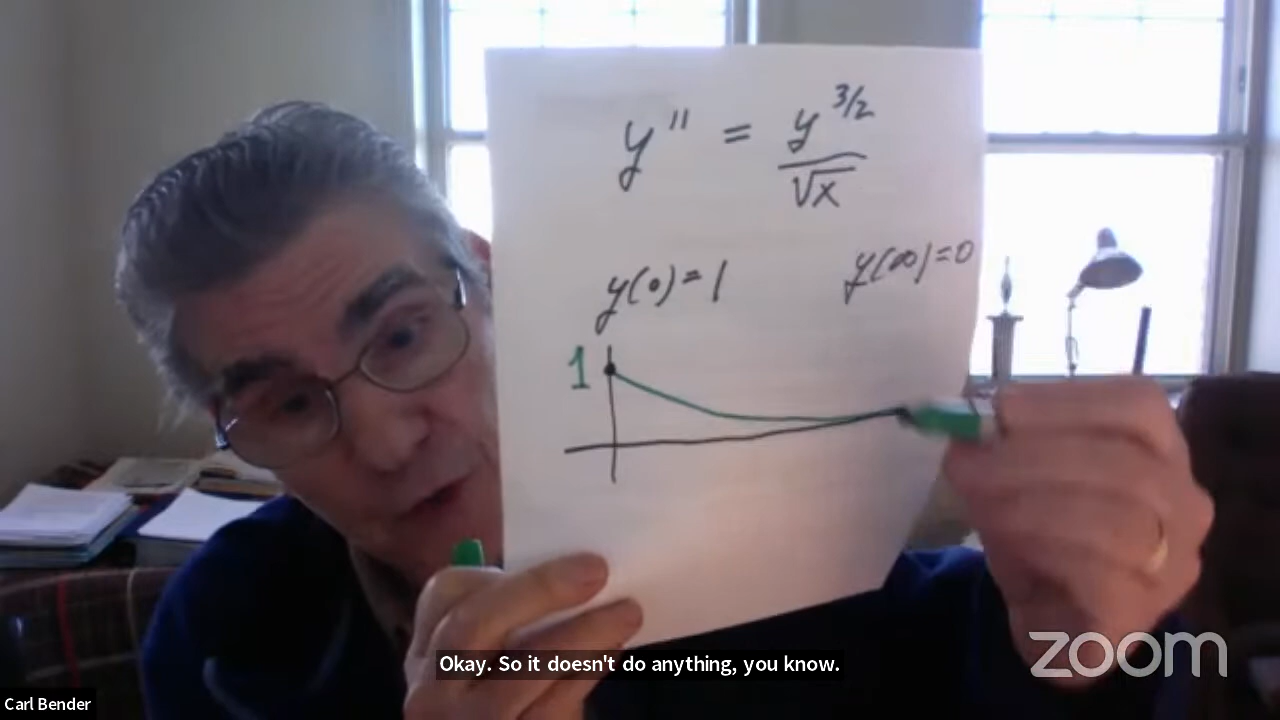 y'' = y^{3/2} / √x
y(0)=1 y(∞)=0
1
Okay. So it doesn't do anything, you know.
zoom
Carl Bender